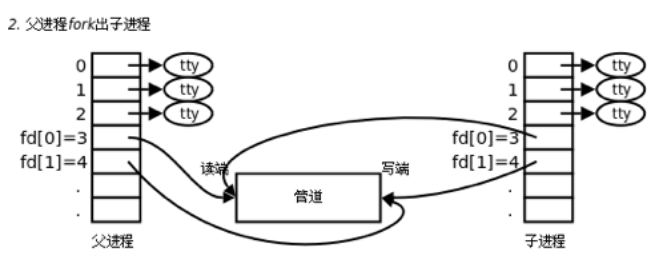 2. 父进程fork出子进程
0 tty
1 tty
2 tty
fd[0]=3
fd[1]=4
.
.
父进程
读端
管道
写端
0 tty
1 tty
2 tty
fd[0]=3
fd[1]=4
.
.
子进程